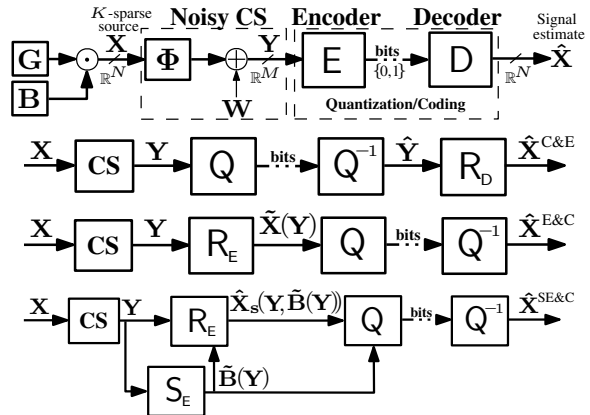 K-sparse source
Noisy CS
Encoder
Decoder
Signal estimate
G
B
X
ℝ^N
Φ
Y
ℝ^M
W
E
bits
{0,1}
D
ℝ^N
X̂
Quantization/Coding
X
CS
Y
Q
bits
Q⁻¹
Ŷ
R_D
X̂^C&E
X
CS
Y
R_E
X̃(Y)
Q
bits
Q⁻¹
X̂^E&C
X
CS
Y
R_E
X̂_s(Y,B̃(Y))
Q
bits
Q⁻¹
X̂^SE&C
S_E
B̃(Y)